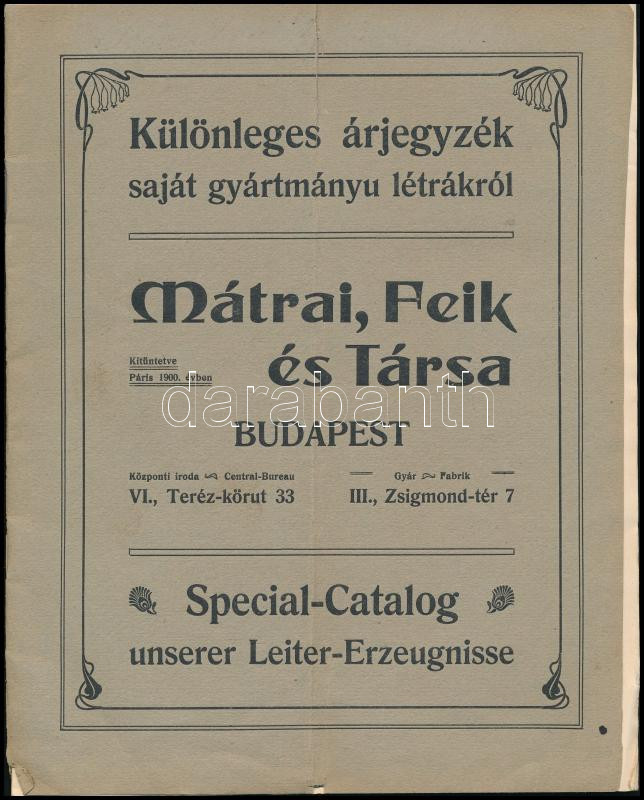 Különleges árjegyzék
saját gyártmányu létrákról
Mátrai, Feik
Kitüntetve
Páris 1900. évben
és Társa
darabanth
BUDAPEST
Központi iroda Central-Bureau
VI., Teréz-körut 33
Gyár Fabrik
III., Zsigmond-tér 7
Special-Catalog
unserer Leiter-Erzeugnisse